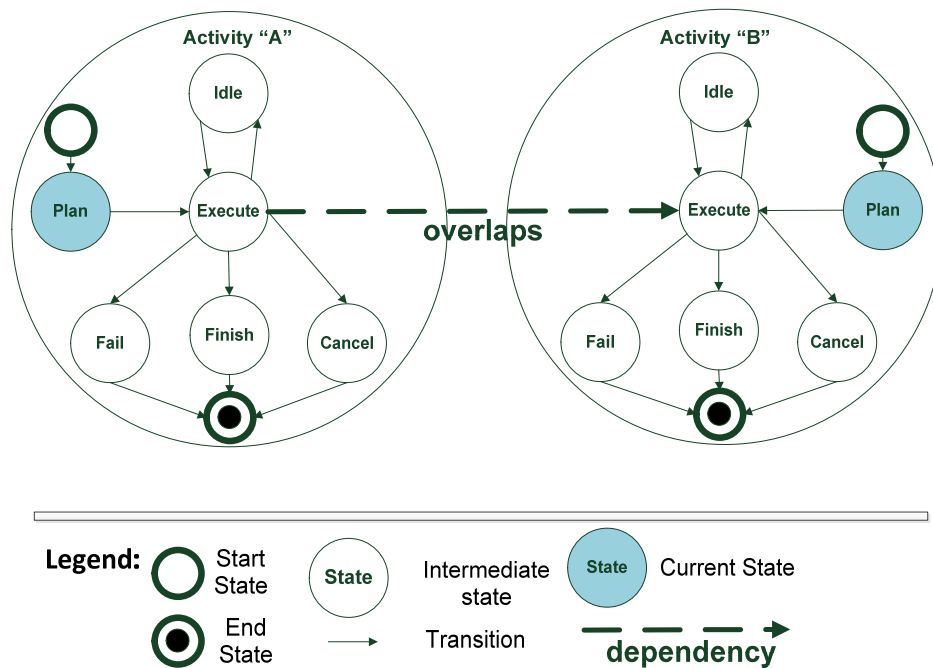 Activity “A”
Idle
Plan
Execute
Fail
Finish
Cancel
overlaps
Activity “B”
Idle
Execute
Plan
Fail
Finish
Cancel
Legend:
Start
State
State
Intermediate
state
State
Current State
End
State
Transition
dependency